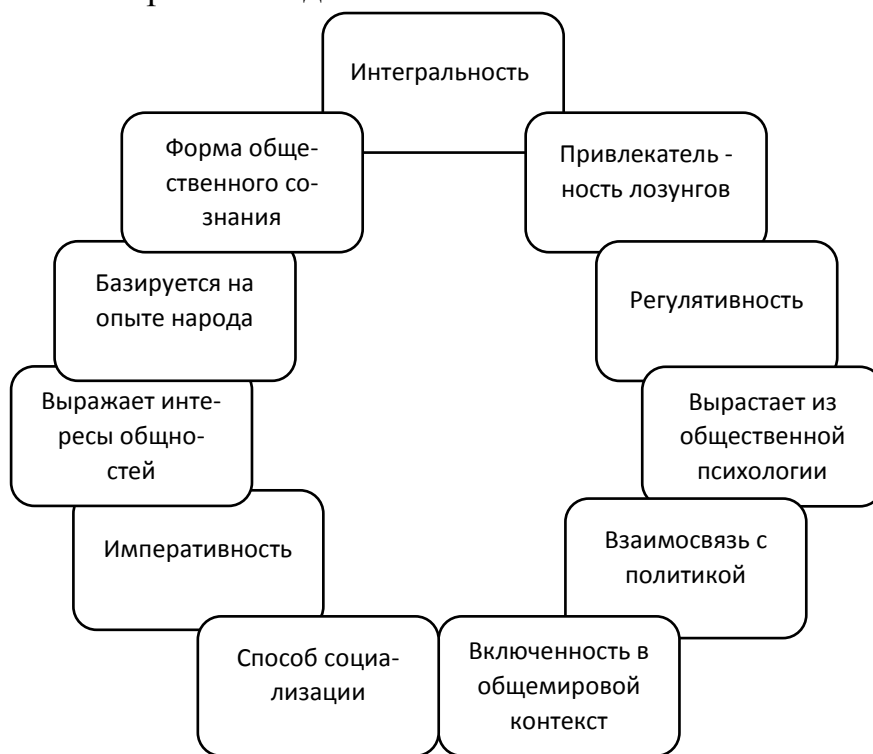 Интегральность
Форма обще-
ственного со-
знания
Привлекатель -
ность лозунгов
Базируется на
опыте народа
Регулятивность
Выражает инте-
ресы общно-
стей
Вырастает из
общественной
психологии
Императивность
Взаимосвязь с
политикой
Способ социа-
лизации
Включенность в
общемировой
контекст